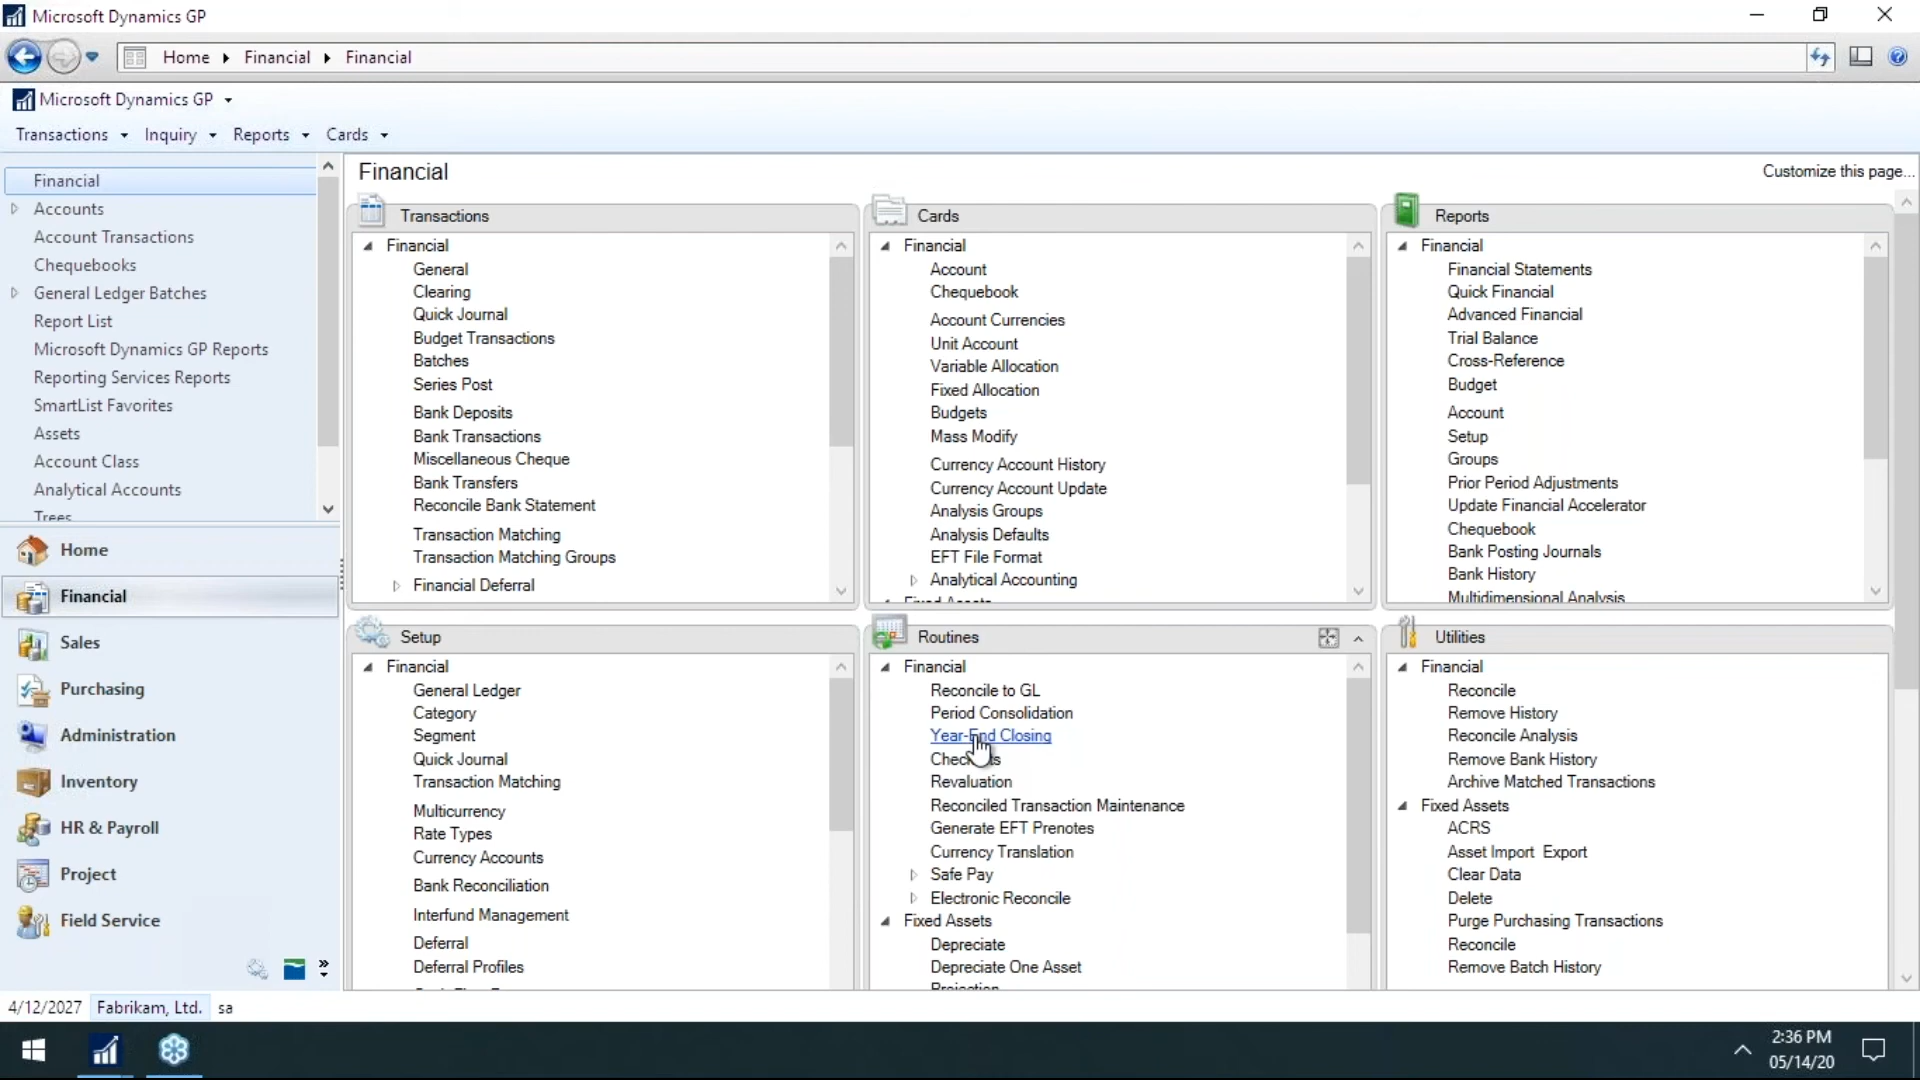 Microsoft Dynamics GP
Home Financial Financial
Microsoft Dynamics GP
Transactions Inquiry Reports Cards
Financial
Accounts
Account Transactions
Chequebooks
General Ledger Batches
Report List
Microsoft Dynamics GP Reports
Reporting Services Reports
SmartList Favorites
Assets
Account Class
Analytical Accounts
Trees
Home
Financial
Sales
Purchasing
Administration
Inventory
HR & Payroll
Project
Field Service
Financial
Customize this page...
Transactions
Financial
General
Clearing
Quick Journal
Budget Transactions
Batches
Series Post
Bank Deposits
Bank Transactions
Miscellaneous Cheque
Bank Transfers
Reconcile Bank Statement
Transaction Matching
Transaction Matching Groups
Financial Deferral
Cards
Financial
Account
Chequebook
Account Currencies
Unit Account
Variable Allocation
Fixed Allocation
Budgets
Mass Modify
Currency Account History
Currency Account Update
Analysis Groups
Analysis Defaults
EFT File Format
Analytical Accounting
Fixed Assets
Reports
Financial
Financial Statements
Quick Financial
Advanced Financial
Trial Balance
Cross-Reference
Budget
Account
Setup
Groups
Prior Period Adjustments
Update Financial Accelerator
Chequebook
Bank Posting Journals
Bank History
Multidimensional Analysis
Setup
Financial
General Ledger
Category
Segment
Quick Journal
Transaction Matching
Multicurrency
Rate Types
Currency Accounts
Bank Reconciliation
Interfund Management
Deferral
Deferral Profiles
Routines
Financial
Reconcile to GL
Period Consolidation
Year-End Closing
Revaluation
Reconciled Transaction Maintenance
Generate EFT Prenotes
Currency Translation
Safe Pay
Electronic Reconcile
Fixed Assets
Depreciate
Depreciate One Asset
Projection
Utilities
Financial
Reconcile
Remove History
Reconcile Analysis
Remove Bank History
Archive Matched Transactions
Fixed Assets
ACRS
Asset Import Export
Clear Data
Delete
Purge Purchasing Transactions
Reconcile
Remove Batch History
4/12/2027 Fabrikam, Ltd. sa
2:36 PM
05/14/20